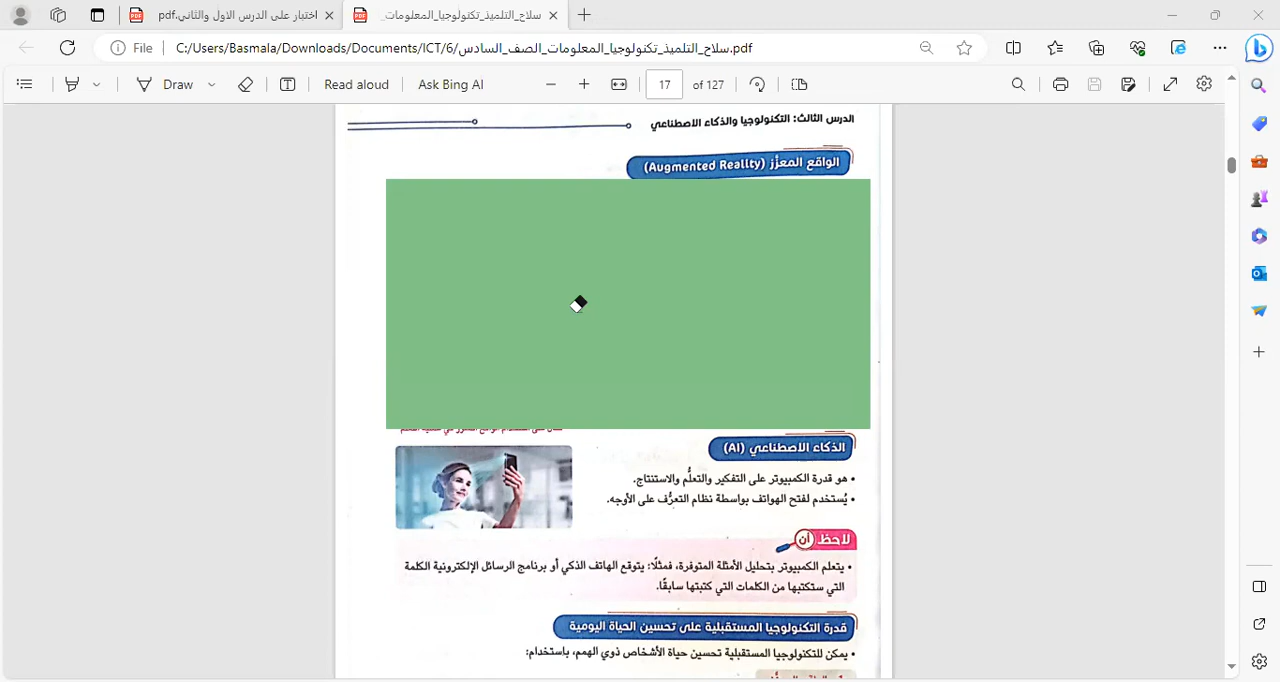 اختبار على الدرس الاول والثاني.pdf
سلاح_التلميذ_تكنولوجيا_المعلومات_
File C:/Users/Basmala/Downloads/Documents/ICT/6/سلاح_التلميذ_تكنولوجيا_المعلومات_الصف_السادس.pdf
Draw Read aloud Ask Bing AI 17 of 127
الدرس الثالث: التكنولوجيا والذكاء الاصطناعي
الواقع المعزَّز (Augmented Reality)
الذكاء الاصطناعي (AI)
• هو قدرة الكمبيوتر على التفكير والتعلُّم والاستنتاج.
• يُستخدم لفتح الهواتف بواسطة نظام التعرُّف على الأوجه.
لاحظ أن
• يتعلم الكمبيوتر بتحليل الأمثلة المتوفرة، فمثلًا: يتوقع الهاتف الذكي أو برنامج الرسائل الإلكترونية الكلمة
التي ستكتبها من الكلمات التي كتبتها سابقًا.
قدرة التكنولوجيا المستقبلية على تحسين الحياة اليومية
• يمكن للتكنولوجيا المستقبلية تحسين حياة الأشخاص ذوي الهمم، باستخدام: